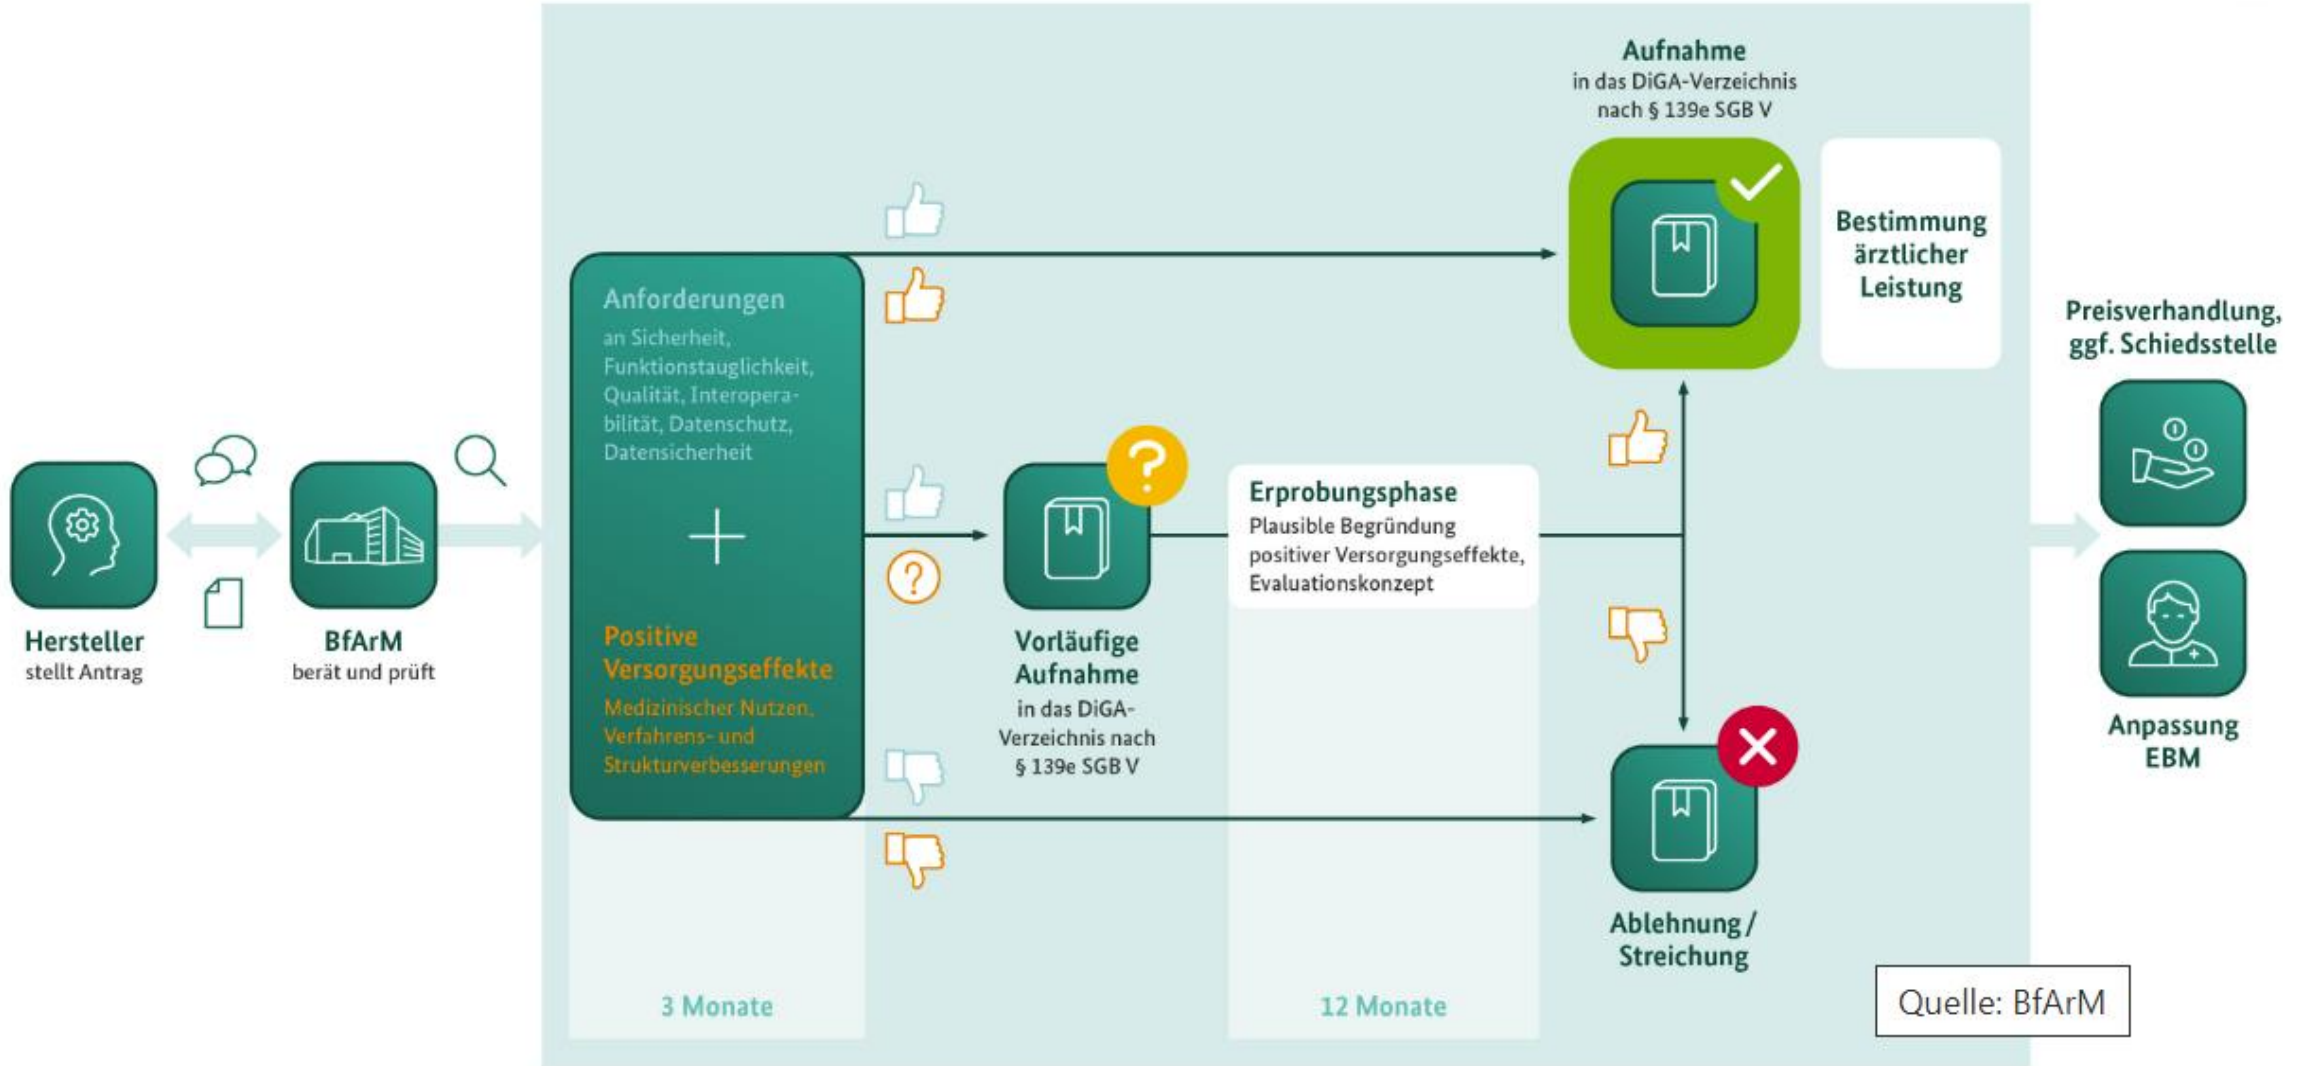 Hersteller
stellt Antrag
BfArM
berät und prüft
Anforderungen
an Sicherheit,
Funktionstauglichkeit,
Qualität, Interopera-
bilität, Datenschutz,
Datensicherheit
Positive
Versorgungseffekte
Medizinischer Nutzen,
Verfahrens- und
Strukturverbesserungen
3 Monate
Vorläufige
Aufnahme
in das DiGA-
Verzeichnis nach
§ 139e SGB V
Erprobungsphase
Plausible Begründung
positiver Versorgungseffekte,
Evaluationskonzept
12 Monate
Aufnahme
in das DiGA-Verzeichnis
nach § 139e SGB V
Bestimmung
ärztlicher
Leistung
Ablehnung /
Streichung
Preisverhandlung,
ggf. Schiedsstelle
Anpassung
EBM
Quelle: BfArM